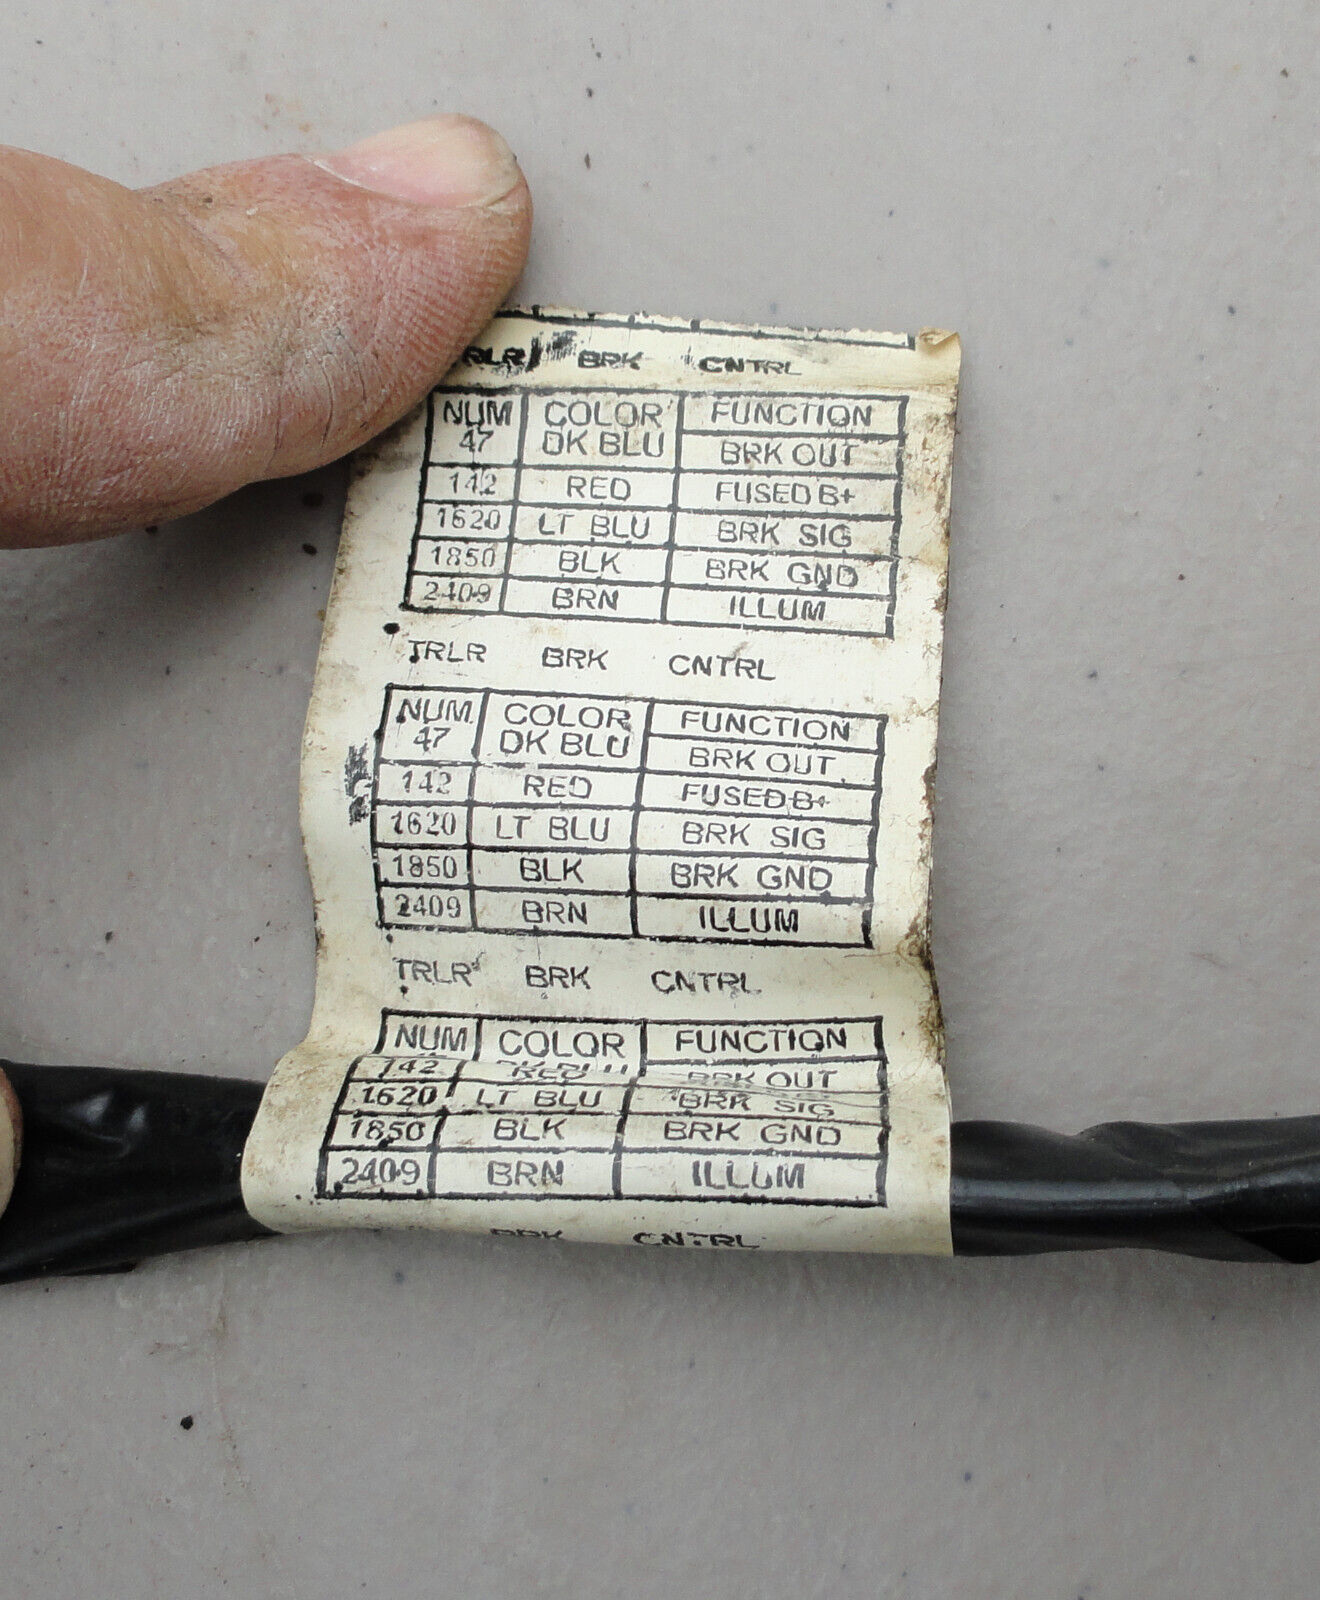 TRLR BRK CNTRL
NUM COLOR FUNCTION
47 DK BLU BRK OUT
142 RED FUSED B+
1620 LT BLU BRK SIG
1850 BLK BRK GND
2409 BRN ILLUM
TRLR BRK CNTRL
NUM COLOR FUNCTION
47 DK BLU BRK OUT
142 RED FUSED B+
1620 LT BLU BRK SIG
1850 BLK BRK GND
2409 BRN ILLUM
TRLR BRK CNTRL
NUM COLOR FUNCTION
BRK OUT
142 RED
1620 LT BLU BRK SIG
1850 BLK BRK GND
2409 BRN ILLUM
BRK CNTRL